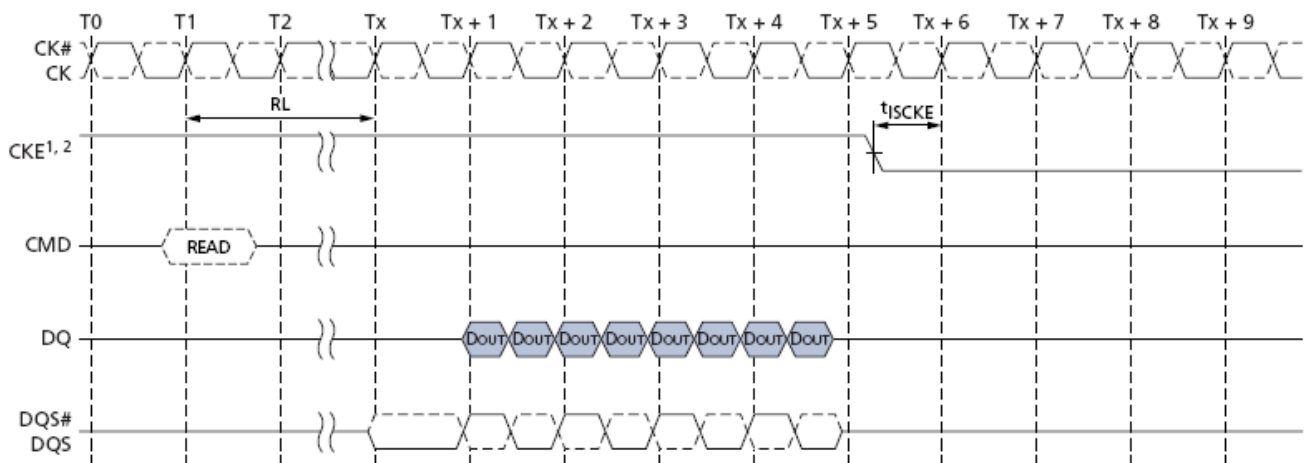 T0 T1 T2 Tx Tx + 1 Tx + 2 Tx + 3 Tx + 4 Tx + 5 Tx + 6 Tx + 7 Tx + 8 Tx + 9
CK#
CK
RL
tISCKE
CKE1, 2
CMD READ
DQ DOUT DOUT DOUT DOUT DOUT DOUT DOUT DOUT
DQS#
DQS